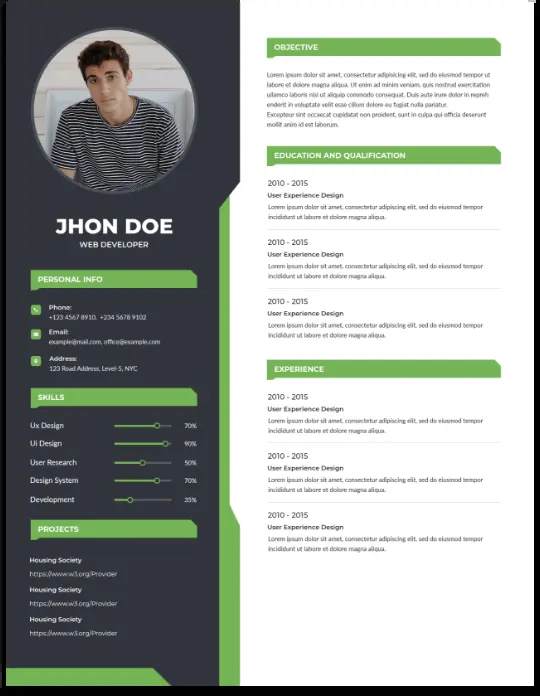 JHON DOE
WEB DEVELOPER
PERSONAL INFO
Phone:
+123 4567 8910, +234 5678 9102
Email:
example@mail.com, office@example.com
Address:
123 Road Address, Level-5, NYC
SKILLS
Ux Design 70%
Ui Design 90%
User Research 50%
Design System 70%
Development 35%
PROJECTS
Housing Society
https://www.w3.org/Provider
Housing Society
https://www.w3.org/Provider
Housing Society
https://www.w3.org/Provider
OBJECTIVE
Lorem ipsum dolor sit amet, consectetur adipiscing elit, sed do eiusmod tempor ut
labore et dolore magna aliqua. Ut enim ad minim veniam, quis nostrud exercitation
ullamco laboris nisi ut aliquip commodo consequat. Duis aute irure dolor in repreh
enderit in voluptate velit esse cillum dolore eu fugiat nulla pariatur.
Excepteur sint occaecat cupidatat non proident, sunt in culpa qui officia deserunt
mollit anim id est laborum.
EDUCATION AND QUALIFICATION
2010 - 2015
User Experience Design
Lorem ipsum dolor sit amet, consectetur adipiscing elit, sed do eiusmod tempor
incididunt ut labore et dolore magna aliqua.
2010 - 2015
User Experience Design
Lorem ipsum dolor sit amet, consectetur adipiscing elit, sed do eiusmod tempor
incididunt ut labore et dolore magna aliqua.
2010 - 2015
User Experience Design
Lorem ipsum dolor sit amet, consectetur adipiscing elit, sed do eiusmod tempor
incididunt ut labore et dolore magna aliqua.
EXPERIENCE
2010 - 2015
User Experience Design
Lorem ipsum dolor sit amet, consectetur adipiscing elit, sed do eiusmod tempor
incididunt ut labore et dolore magna aliqua.
2010 - 2015
User Experience Design
Lorem ipsum dolor sit amet, consectetur adipiscing elit, sed do eiusmod tempor
incididunt ut labore et dolore magna aliqua.
2010 - 2015
User Experience Design
Lorem ipsum dolor sit amet, consectetur adipiscing elit, sed do eiusmod tempor
incididunt ut labore et dolore magna aliqua.